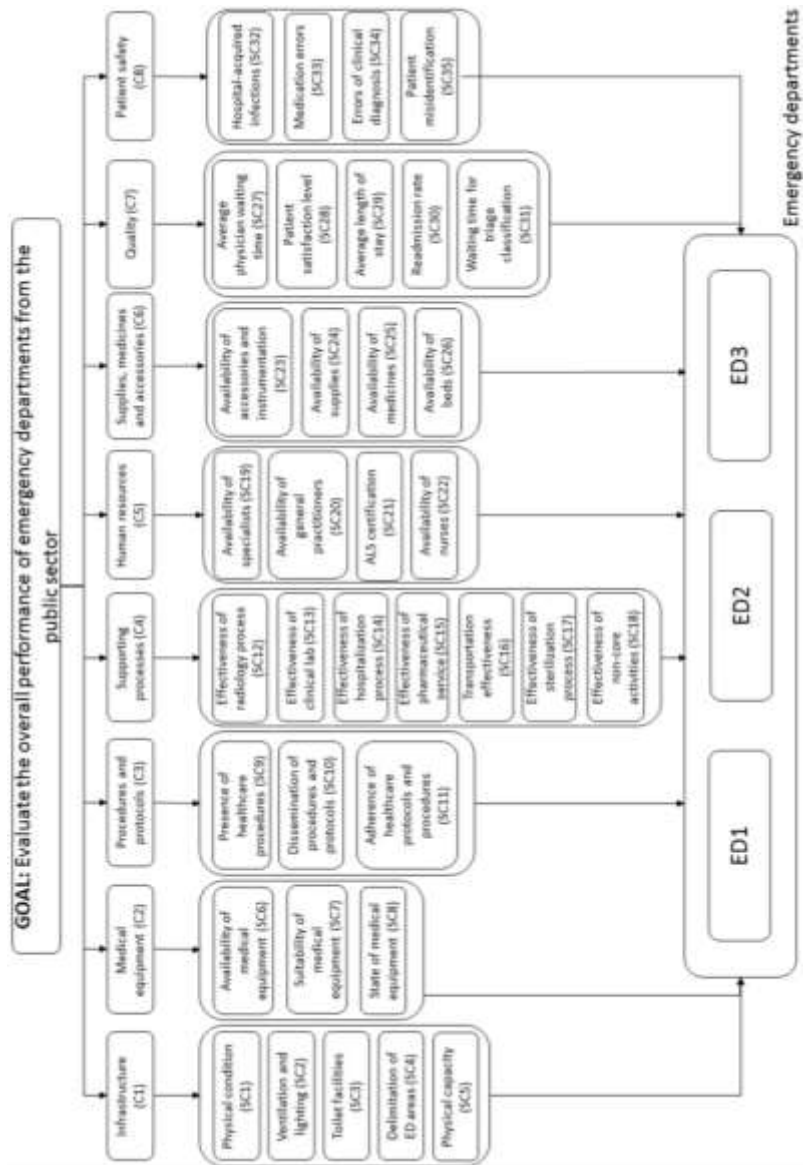 GOAL: Evaluate the overall performance of emergency departments from the
public sector
Infrastructure
(C1)
Medical
equipment (C2)
Procedures and
protocols (C3)
Supporting
processes (C4)
Human resources
(C5)
Supplies, medicines
and accessories (C6)
Quality (C7)
Patient safety
(C8)
Physical condition
(SC1)
Ventilation and
lighting (SC2)
Toilet facilities
(SC3)
Delimitation of
ED areas (SC4)
Physical capacity
(SC5)
Availability of
medical
equipment (SC6)
Suitability of
medical
equipment (SC7)
State of medical
equipment (SC8)
Presence of
healthcare
procedures (SC9)
Dissemination of
procedures and
protocols (SC10)
Adherence of
healthcare
protocols and
procedures
(SC11)
Effectiveness of
radiology process
(SC12)
Effectiveness of
clinical lab (SC13)
Effectiveness of
hospitalization
process (SC14)
Effectiveness of
pharmaceutical
service (SC15)
Transportation
effectiveness
(SC16)
Effectiveness of
sterilization
process (SC17)
Effectiveness of
non-core
activities (SC18)
Availability of
specialists (SC19)
Availability of
general
practitioners
(SC20)
ALS certification
(SC21)
Availability of
nurses (SC22)
Availability of
accessories and
instrumentation
(SC23)
Availability of
supplies (SC24)
Availability of
medicines (SC25)
Availability of
beds (SC26)
Average
physician waiting
time (SC27)
Patient
satisfaction level
(SC28)
Average length of
stay (SC29)
Readmission rate
(SC30)
Waiting time for
triage
classification
(SC31)
Hospital-acquired
infections (SC32)
Medication errors
(SC33)
Errors of clinical
diagnosis (SC34)
Patient
misidentification
(SC35)
ED1
ED2
ED3
Emergency departments